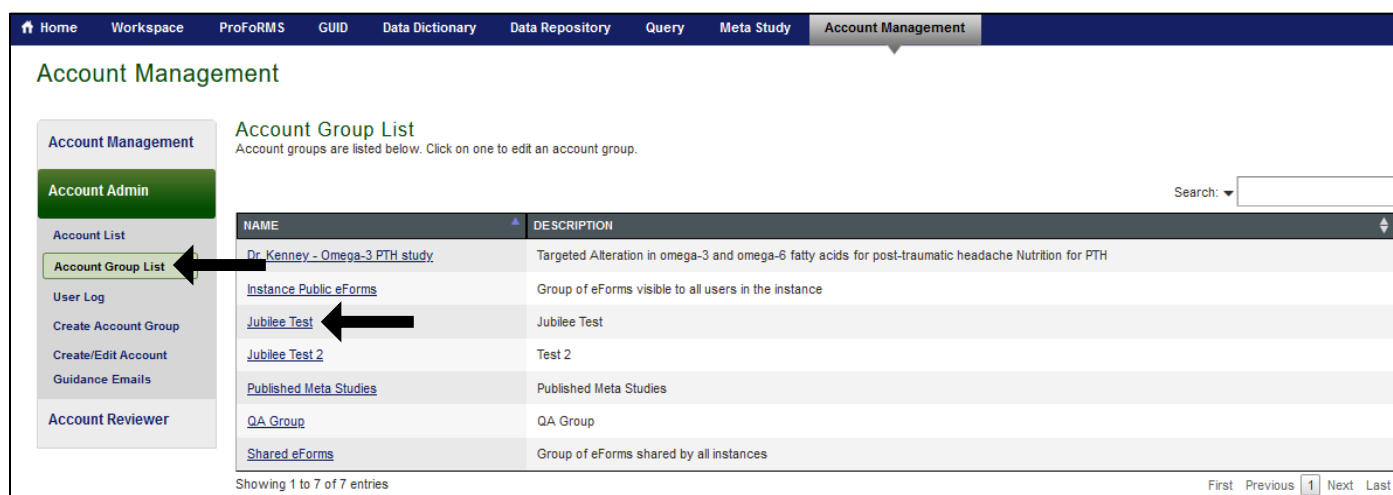 Home Workspace ProFoRMS GUID Data Dictionary Data Repository Query Meta Study Account Management
Account Management
Account Management
Account Admin
Account List
Account Group List
User Log
Create Account Group
Create/Edit Account
Guidance Emails
Account Reviewer
Account Group List
Account groups are listed below. Click on one to edit an account group.
Search:
NAME DESCRIPTION
Dr. Kenney - Omega-3 PTH study Targeted Alteration in omega-3 and omega-6 fatty acids for post-traumatic headache Nutrition for PTH
Instance Public eForms Group of eForms visible to all users in the instance
Jubilee Test Jubilee Test
Jubilee Test 2 Test 2
Published Meta Studies Published Meta Studies
QA Group QA Group
Shared eForms Group of eForms shared by all instances
Showing 1 to 7 of 7 entries First Previous 1 Next Last